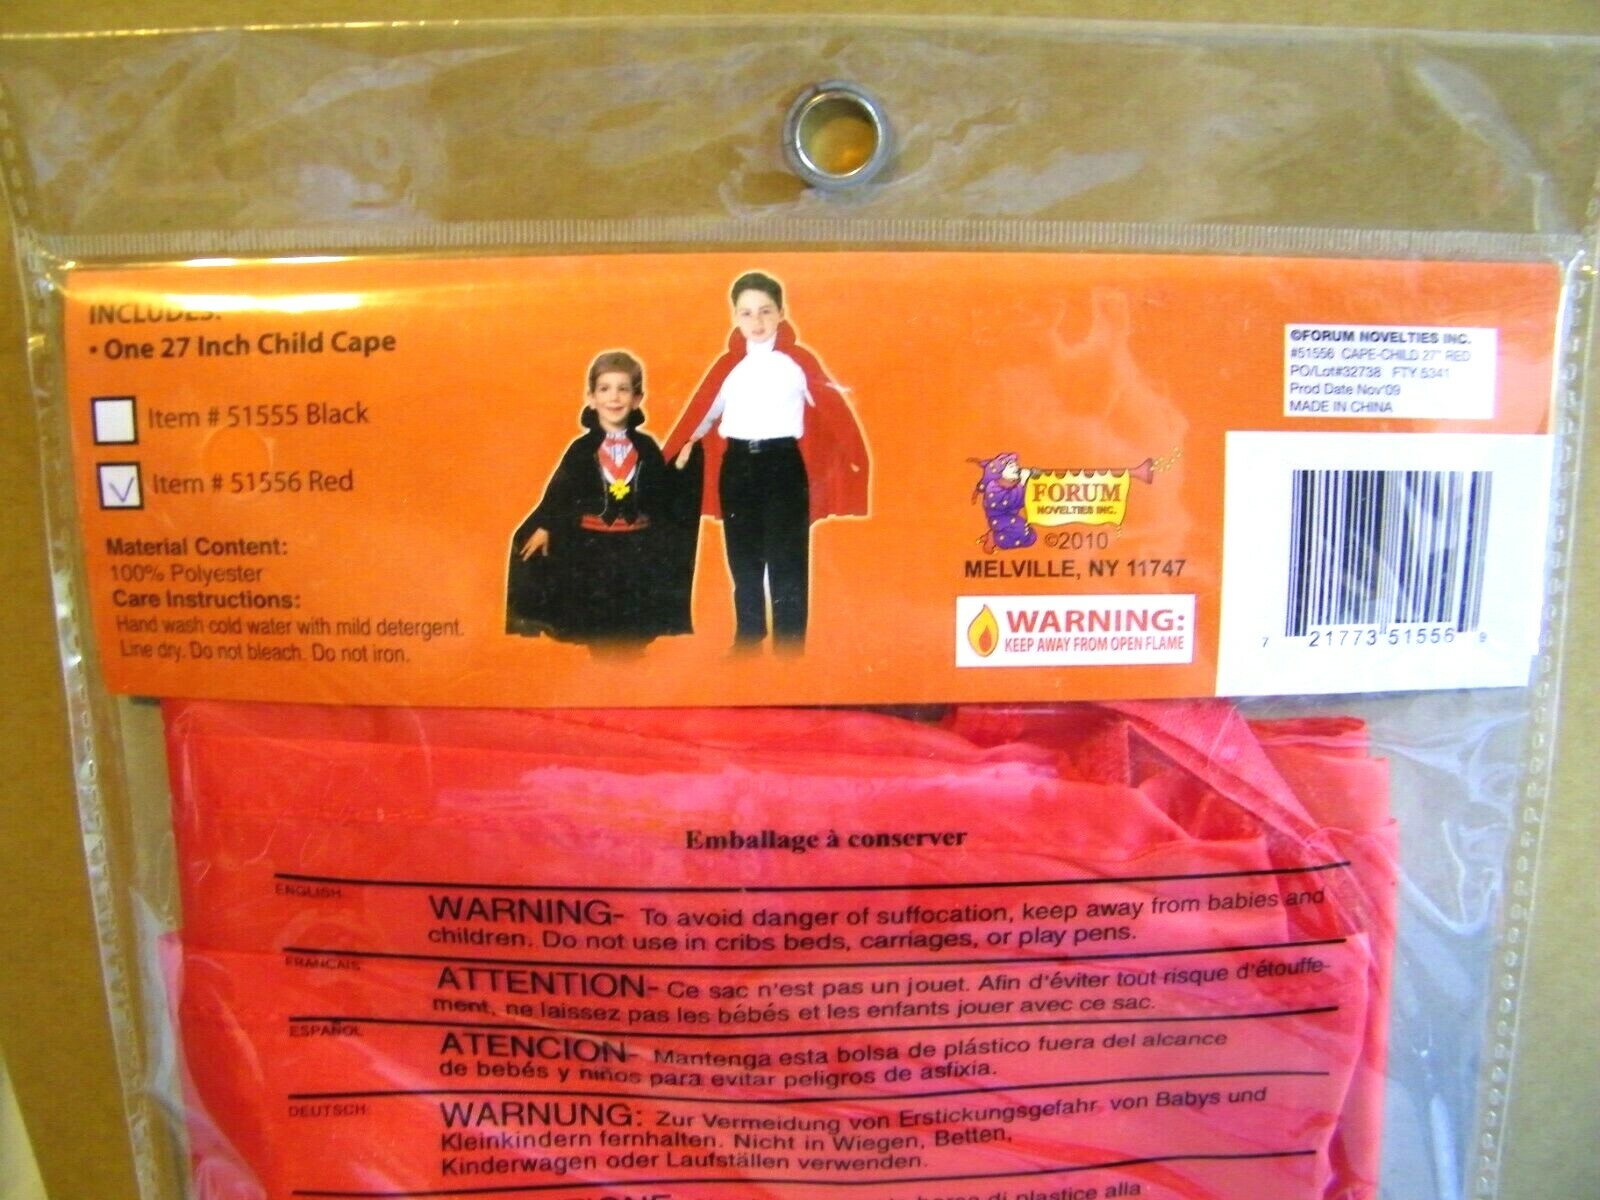 INCLUDES:
• One 27 Inch Child Cape
Item # 51555 Black
Item # 51556 Red
Material Content:
100% Polyester
Care Instructions:
Hand wash cold water with mild detergent.
Line dry. Do not bleach. Do not iron.
FORUM
NOVELTIES INC.
©2010
MELVILLE, NY 11747
WARNING:
KEEP AWAY FROM OPEN FLAME
©FORUM NOVELTIES INC.
#51556 CAPE-CHILD 27" RED
PO/Lot#32738 FTY 5341
Prod Date Nov'09
MADE IN CHINA
7 21773 51556 9
Emballage à conserver
ENGLISH
WARNING- To avoid danger of suffocation, keep away from babies and
children. Do not use in cribs beds, carriages, or play pens.
FRANCAIS
ATTENTION- Ce sac n'est pas un jouet. Afin d'éviter tout risque d'étouffe-
ment, ne laissez pas les bébés et les enfants jouer avec ce sac.
ESPAÑOL
ATENCION- Mantenga esta bolsa de plástico fuera del alcance
de bebés y niños para evitar peligros de asfixia.
DEUTSCH:
WARNUNG: Zur Vermeidung von Erstickungsgefahr von Babys und
Kleinkindern fernhalten. Nicht in Wiegen, Betten,
Kinderwagen oder Laufställen verwenden.
di plastice alla